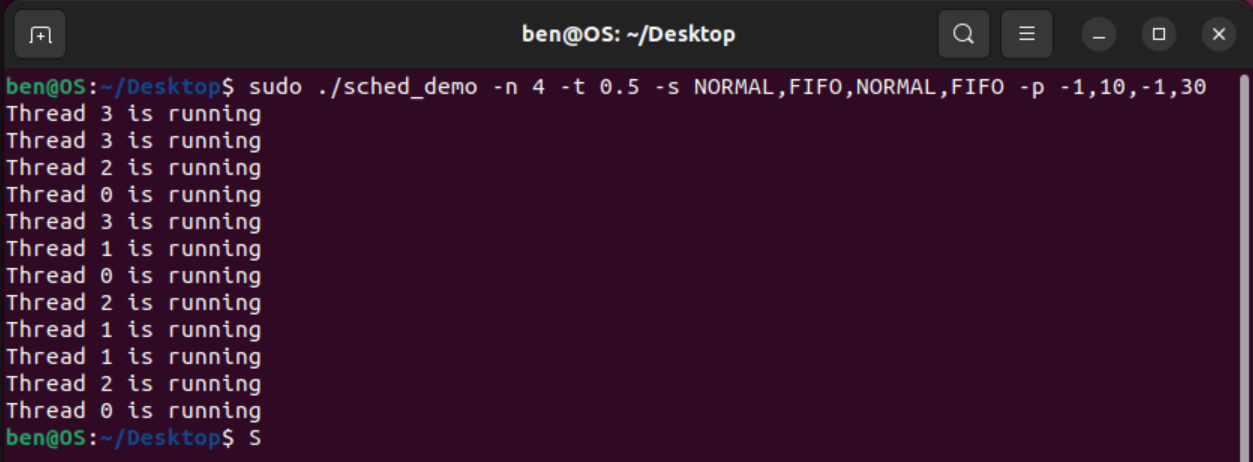 ben@OS: ~/Desktop
ben@OS:~/Desktop$ sudo ./sched_demo -n 4 -t 0.5 -s NORMAL,FIFO,NORMAL,FIFO -p -1,10,-1,30
Thread 3 is running
Thread 3 is running
Thread 2 is running
Thread 0 is running
Thread 3 is running
Thread 1 is running
Thread 0 is running
Thread 2 is running
Thread 1 is running
Thread 1 is running
Thread 2 is running
Thread 0 is running
ben@OS:~/Desktop$ S